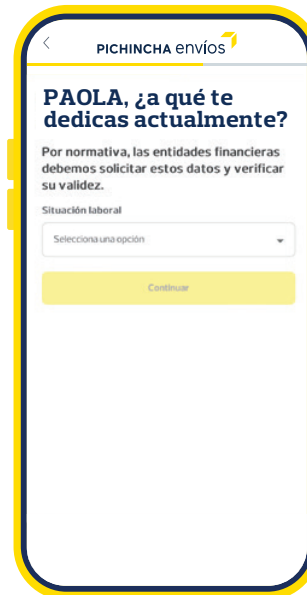 PICHINCHA envíos
PAOLA, ¿a qué te
dedicas actualmente?
Por normativa, las entidades financieras
debemos solicitar estos datos y verificar
su validez.
Situación laboral
Selecciona una opción
Continuar